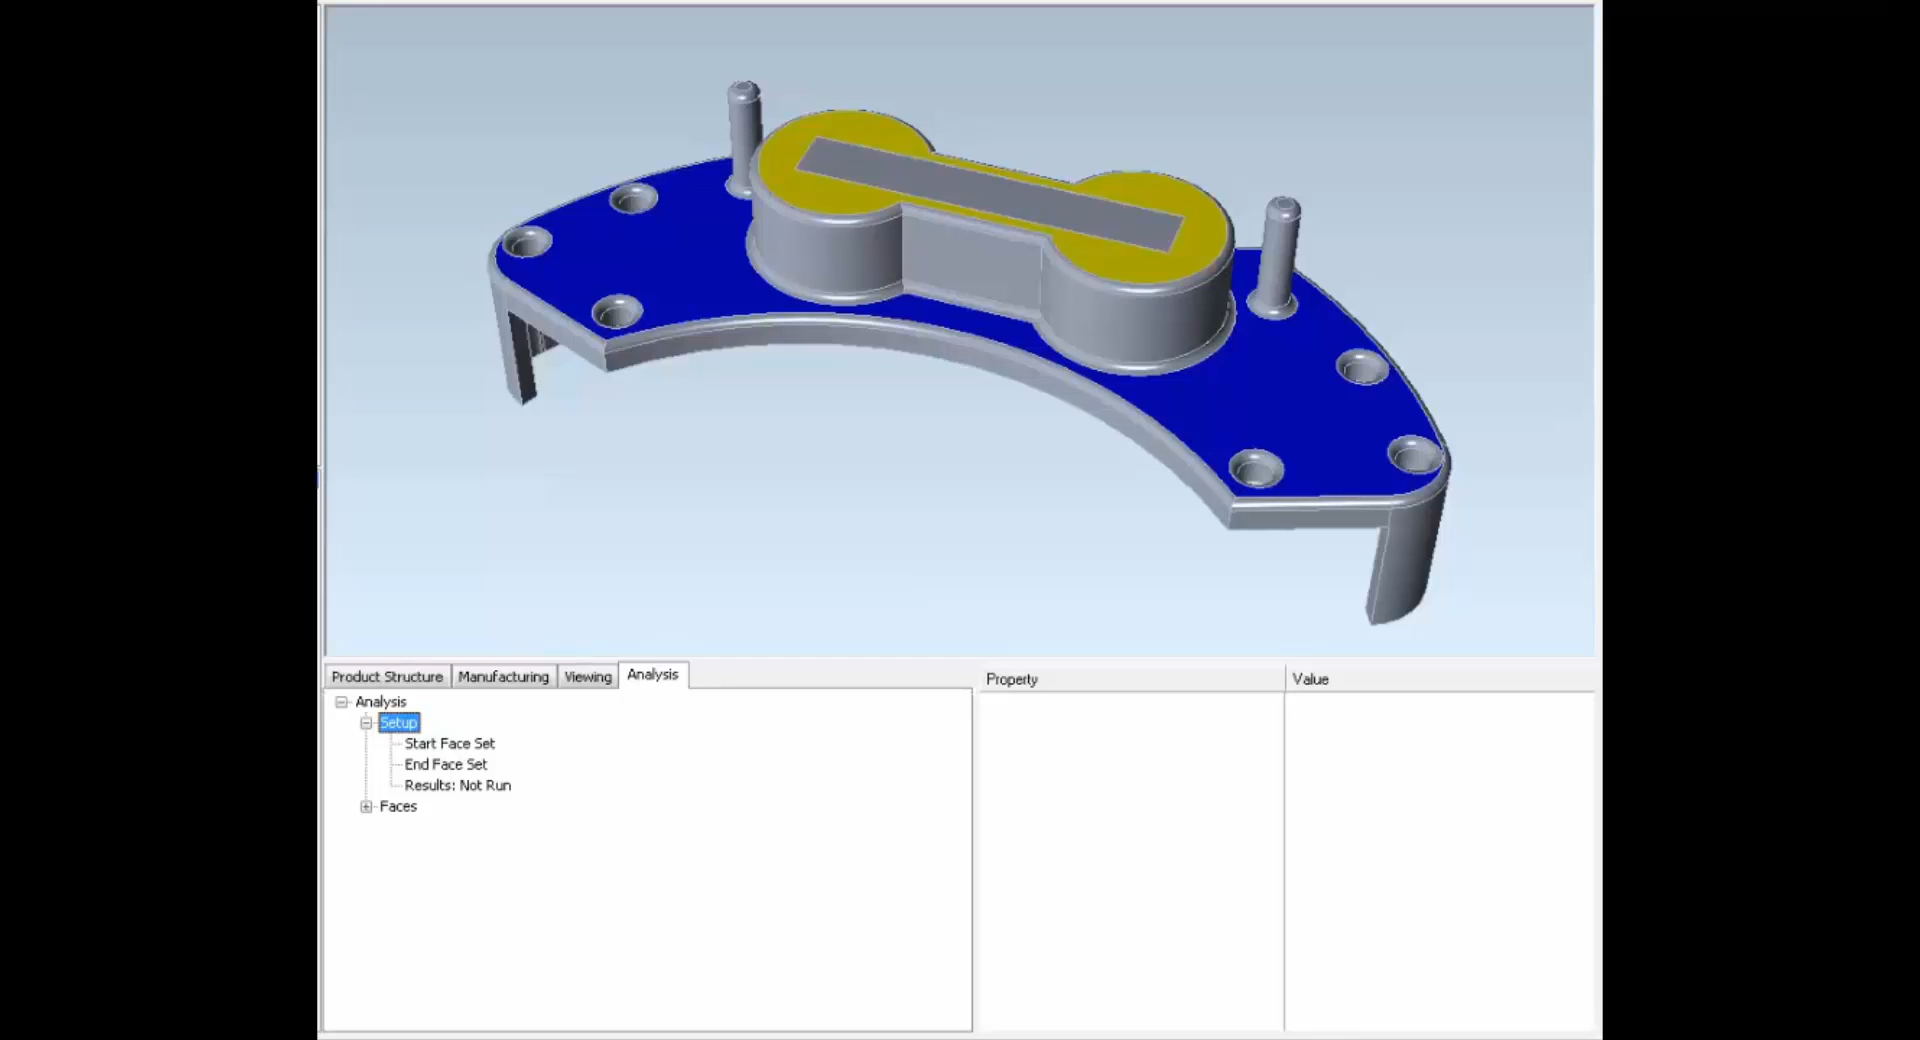 Product Structure Manufacturing Viewing Analysis
Property Value
Analysis
Setup
Start Face Set
End Face Set
Results: Not Run
Faces